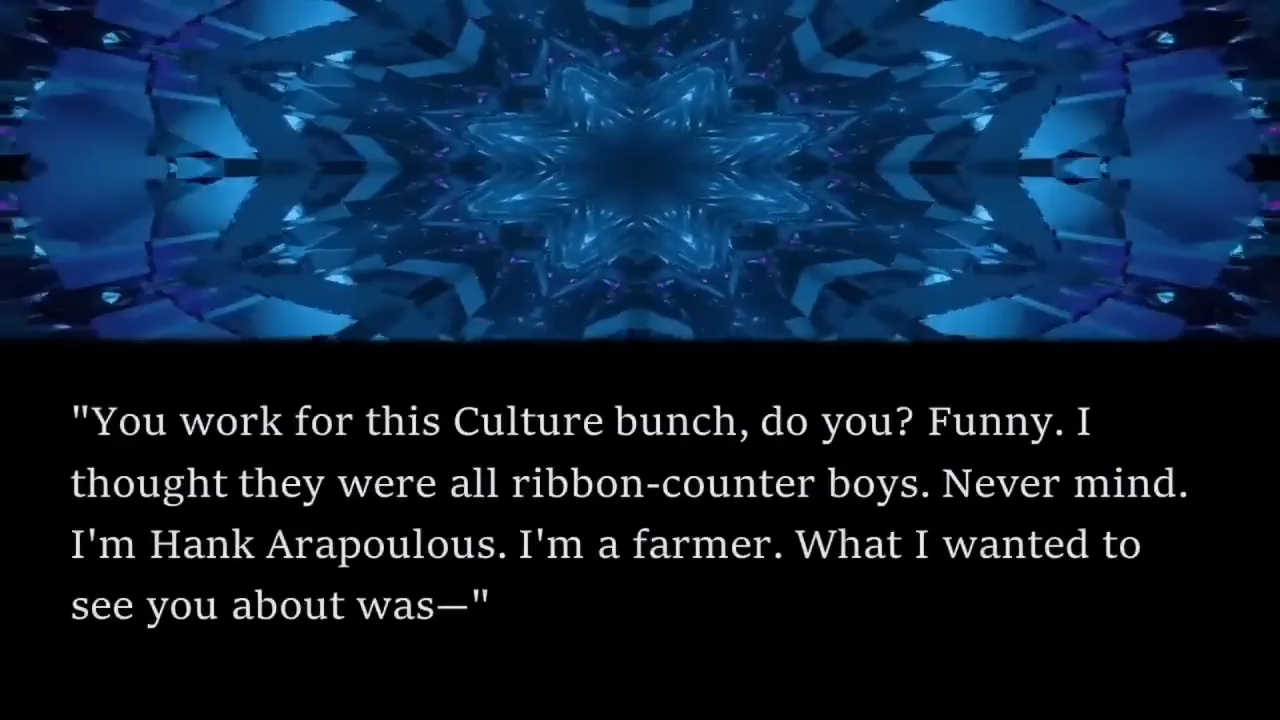 "You work for this Culture bunch, do you? Funny. I
thought they were all ribbon-counter boys. Never mind.
I'm Hank Arapoulous. I'm a farmer. What I wanted to
see you about was—"